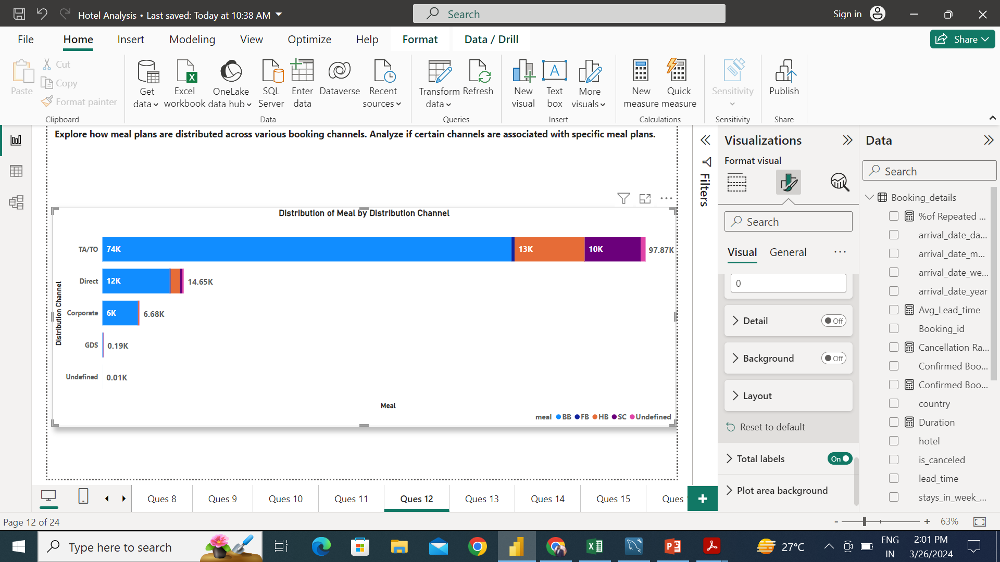 Hotel Analysis • Last saved: Today at 10:38 AM
Search
Sign in
File Home Insert Modeling View Optimize Help Format Data / Drill
Share
Paste
Cut
Copy
Format painter
Clipboard
Get data
Excel workbook
OneLake data hub
SQL Server
Enter data
Dataverse
Recent sources
Data
Transform data
Refresh
Queries
New visual
Text box
More visuals
Insert
New measure
Quick measure
Calculations
Sensitivity
Sensitivity
Publish
Share
Explore how meal plans are distributed across various booking channels. Analyze if certain channels are associated with specific meal plans.
Distribution of Meal by Distribution Channel
Distribution Channel
TA/TO 74K 13K 10K 97.87K
Direct 12K 14.65K
Corporate 6K 6.68K
GDS 0.19K
Undefined 0.01K
Meal
meal BB FB HB SC Undefined
Filters
Visualizations
Format visual
Search
Visual General ...
0
Detail Off
Background Off
Layout
Reset to default
Total labels On
Plot area background
Data
Search
Booking_details
%of Repeated ...
arrival_date_da...
arrival_date_m...
arrival_date_we...
arrival_date_year
Avg_Lead_time
Booking_id
Cancellation Ra...
Confirmed Boo...
Confirmed Boo...
country
Duration
hotel
is_canceled
lead_time
stays_in_week_...
Ques 8 Ques 9 Ques 10 Ques 11 Ques 12 Ques 13 Ques 14 Ques 15 Ques
Page 12 of 24
- + 63%
Type here to search
27°C
ENG
IN
2:01 PM
3/26/2024